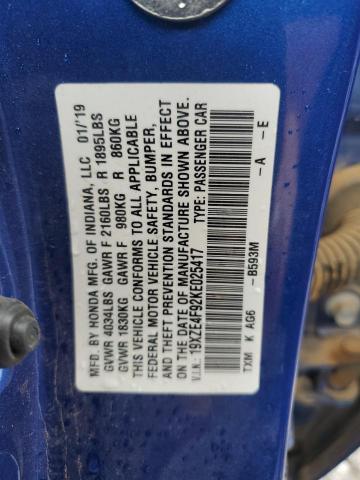 MFD. BY HONDA MFG. OF INDIANA, LLC 01/'19
GVWR 4034LBS GAWR F 2160LBS R 1895LBS
GVWR 1830KG GAWR F 980KG R 860KG
THIS VEHICLE CONFORMS TO ALL APPLICABLE
FEDERAL MOTOR VEHICLE SAFETY, BUMPER,
AND THEFT PREVENTION STANDARDS IN EFFECT
ON THE DATE OF MANUFACTURE SHOWN ABOVE.
V.I.N.: 19XZE4F92KE025417 TYPE: PASSENGER CAR
TXM K AG6 -B593M -A -E